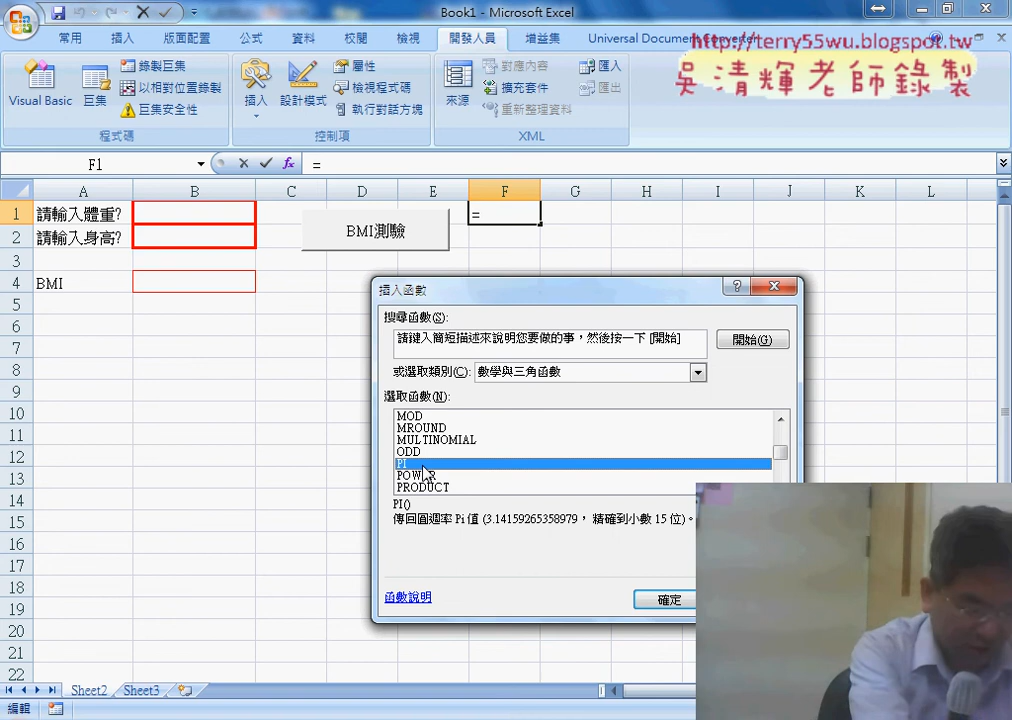 Book1 - Microsoft Excel
常用 插入 版面配置 公式 資料 校閱 檢視 開發人員 增益集 Universal Document Converter
http://terry55wu.blogspot.tw
吳清輝老師錄製
Visual Basic 巨集 錄製巨集 以相對位置錄製 巨集安全性 程式碼
插入 設計模式 屬性 檢視程式碼 執行對話方塊 控制項
來源 對應內容 擴充套件 重新整理資料 匯入 匯出 XML
F1 fx =
A B C D E F G H I J K L
1 請輸入體重? =
2 請輸入身高?
BMI測驗
3
4 BMI
5
6
7
8
9
10
11
12
13
14
15
16
17
18
19
20
21
22
插入函數
搜尋函數(S):
請鍵入簡短描述來說明您要做的事，然後按一下 [開始]
開始(G)
或選取類別(C): 數學與三角函數
選取函數(N):
MOD
MROUND
MULTINOMIAL
ODD
PI
POWER
PRODUCT
PI()
傳回圓週率 Pi 值 (3.14159265358979， 精確到小數 15 位)。
函數說明
確定
Sheet2 Sheet3
編輯